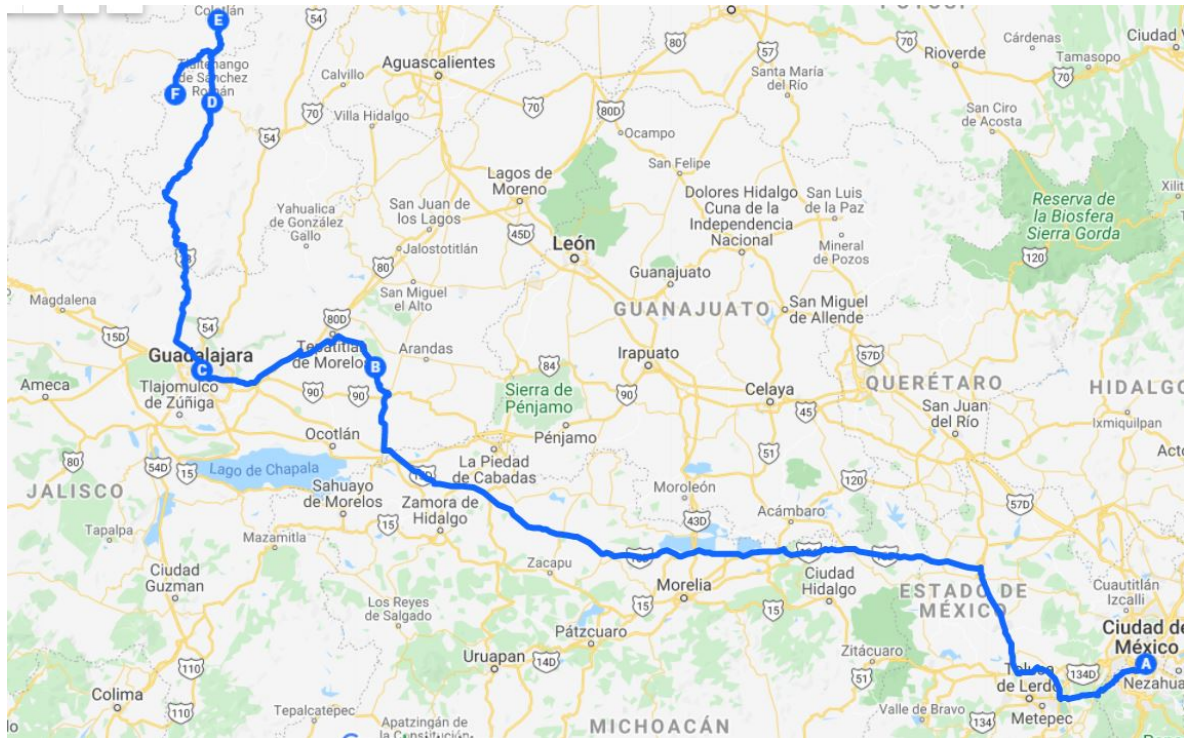 Colotlán
E
54
80
57
70
Rioverde
Cárdenas
Ciudad V
Tamasopo
70
Tlaltenango
de Sánchez
Román
F
D
Calvillo
Aguascalientes
Santa María
del Río
70
80D
Villa Hidalgo
70
54
Ocampo
San Ciro
de Acosta
San Felipe
Lagos de
Moreno
Dolores Hidalgo
Cuna de la
Independencia
Nacional
San Luis
de la Paz
Xilit
Reserva de
la Biosfera
Sierra Gorda
Yahualica
de González
Gallo
San Juan de
los Lagos
45D
Jalostotitlán
León
Mineral
de Pozos
120
80
Guanajuato
San Miguel
el Alto
Magdalena
GUANAJUATO
San Miguel
de Allende
54
80D
15D
Guadalajara
C
Tepatitlán
de Morelos
B
Arandas
Irapuato
57D
84
Ameca
Tlajomulco
de Zúñiga
90
90
Sierra de
Pénjamo
90
Celaya
QUERÉTARO
HIDALGO
45
San Juan
del Río
Ixmiquilpan
Ocotlán
Pénjamo
51
Acto
80
54D
15
Lago de Chapala
La Piedad
de Cabadas
JALISCO
Sahuayo
de Morelos
Zamora de
Hidalgo
Moroleón
120
57D
15
43D
Acámbaro
Tapalpa
Mazamitla
Ciudad
Guzman
Zacapu
Morelia
Ciudad
Hidalgo
ESTADO DE
MÉXICO
Cuautitlán
Izcalli
Los Reyes
de Salgado
15
15
Pátzcuaro
Ciudad de
México
A
110
Uruapan
14D
Zitácuaro
51
Toluca
de Lerdo
134D
Nezahua
Colima
110
Tepalcatepec
Apatzingán de
la Constitución
Valle de Bravo
134
Metepec
MICHOACÁN